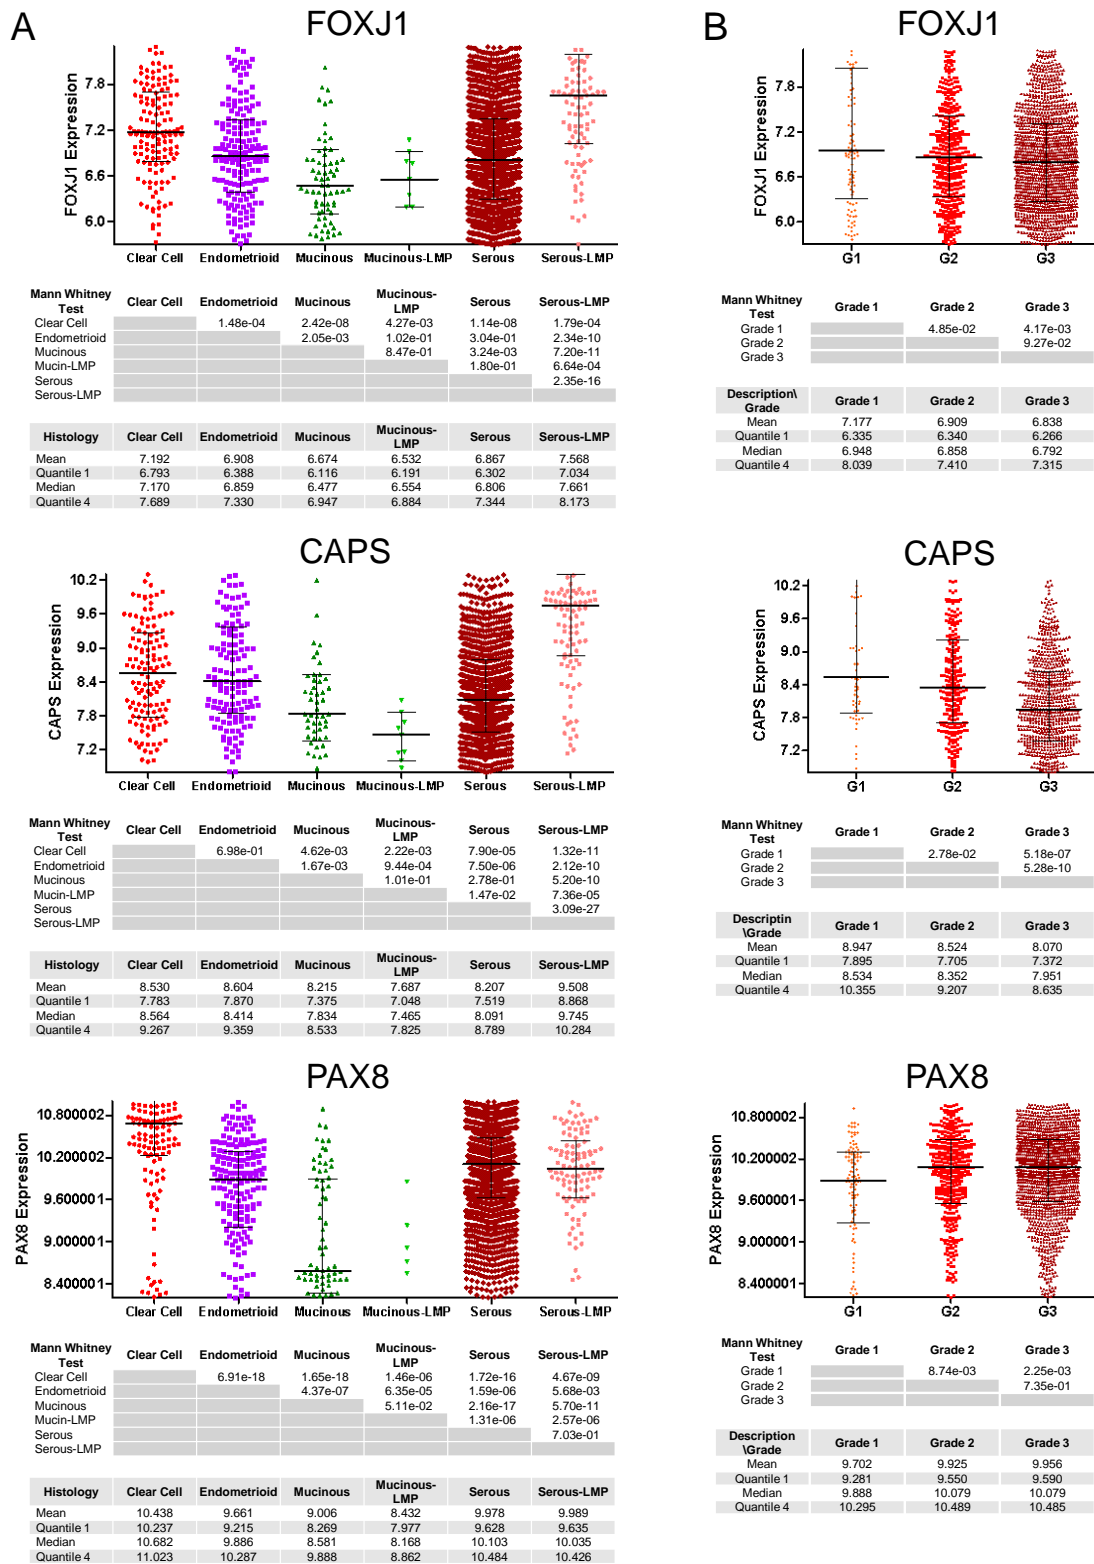 A
FOXJ1
FOXJ1 Expression
7.8
7.2
6.6
6.0
Clear Cell Endometrioid Mucinous Mucinous-LMP Serous Serous-LMP
Mann Whitney Test Clear Cell Endometrioid Mucinous Mucinous-LMP Serous Serous-LMP
Clear Cell 1.48e-04 2.42e-08 4.27e-03 1.14e-08 1.79e-04
Endometrioid 2.05e-03 1.02e-01 3.04e-01 2.34e-10
Mucinous 8.47e-01 3.24e-03 7.20e-11
Mucin-LMP 1.80e-01 6.64e-04
Serous 2.35e-16
Serous-LMP
Histology Clear Cell Endometrioid Mucinous Mucinous-LMP Serous Serous-LMP
Mean 7.192 6.908 6.674 6.532 6.867 7.568
Quantile 1 6.793 6.388 6.116 6.191 6.302 7.034
Median 7.170 6.859 6.477 6.554 6.806 7.661
Quantile 4 7.689 7.330 6.947 6.884 7.344 8.173
CAPS
CAPS Expression
10.2
9.6
9.0
8.4
7.8
7.2
Clear Cell Endometrioid Mucinous Mucinous-LMP Serous Serous-LMP
Mann Whitney Test Clear Cell Endometrioid Mucinous Mucinous-LMP Serous Serous-LMP
Clear Cell 6.98e-01 4.62e-03 2.22e-03 7.90e-05 1.32e-11
Endometrioid 1.67e-03 9.44e-04 7.50e-06 2.12e-10
Mucinous 1.01e-01 2.78e-01 5.20e-10
Mucin-LMP 1.47e-02 7.36e-05
Serous 3.09e-27
Serous-LMP
Histology Clear Cell Endometrioid Mucinous Mucinous-LMP Serous Serous-LMP
Mean 8.530 8.604 8.215 7.687 8.207 9.508
Quantile 1 7.783 7.870 7.375 7.048 7.519 8.868
Median 8.564 8.414 7.834 7.465 8.091 9.745
Quantile 4 9.267 9.359 8.533 7.825 8.789 10.284
PAX8
PAX8 Expression
10.800002
10.200002
9.600001
9.000001
8.400001
Clear Cell Endometrioid Mucinous Mucinous-LMP Serous Serous-LMP
Mann Whitney Test Clear Cell Endometrioid Mucinous Mucinous-LMP Serous Serous-LMP
Clear Cell 6.91e-18 1.65e-18 1.46e-06 1.72e-16 4.67e-09
Endometrioid 4.37e-07 6.35e-05 1.59e-06 5.68e-03
Mucinous 5.11e-02 2.16e-17 5.70e-11
Mucin-LMP 1.31e-06 2.57e-06
Serous 7.03e-01
Serous-LMP
Histology Clear Cell Endometrioid Mucinous Mucinous-LMP Serous Serous-LMP
Mean 10.438 9.661 9.006 8.432 9.978 9.989
Quantile 1 10.237 9.215 8.269 7.977 9.628 9.635
Median 10.682 9.886 8.581 8.168 10.103 10.035
Quantile 4 11.023 10.287 9.888 8.862 10.484 10.426
B
FOXJ1
FOXJ1 Expression
7.8
7.2
6.6
6.0
G1 G2 G3
Mann Whitney Test Grade 1 Grade 2 Grade 3
Grade 1 4.85e-02 4.17e-03
Grade 2 9.27e-02
Grade 3
Description\Grade Grade 1 Grade 2 Grade 3
Mean 7.177 6.909 6.838
Quantile 1 6.335 6.340 6.266
Median 6.948 6.858 6.792
Quantile 4 8.039 7.410 7.315
CAPS
CAPS Expression
10.2
9.6
9.0
8.4
7.8
7.2
G1 G2 G3
Mann Whitney Test Grade 1 Grade 2 Grade 3
Grade 1 2.78e-02 5.18e-07
Grade 2 5.28e-10
Grade 3
Descriptin\Grade Grade 1 Grade 2 Grade 3
Mean 8.947 8.524 8.070
Quantile 1 7.895 7.705 7.372
Median 8.534 8.352 7.951
Quantile 4 10.355 9.207 8.635
PAX8
PAX8 Expression
10.800002
10.200002
9.600001
9.000001
8.400001
G1 G2 G3
Mann Whitney Test Grade 1 Grade 2 Grade 3
Grade 1 8.74e-03 2.25e-03
Grade 2 7.35e-01
Grade 3
Description\Grade Grade 1 Grade 2 Grade 3
Mean 9.702 9.925 9.956
Quantile 1 9.281 9.550 9.590
Median 9.888 10.079 10.079
Quantile 4 10.295 10.489 10.485